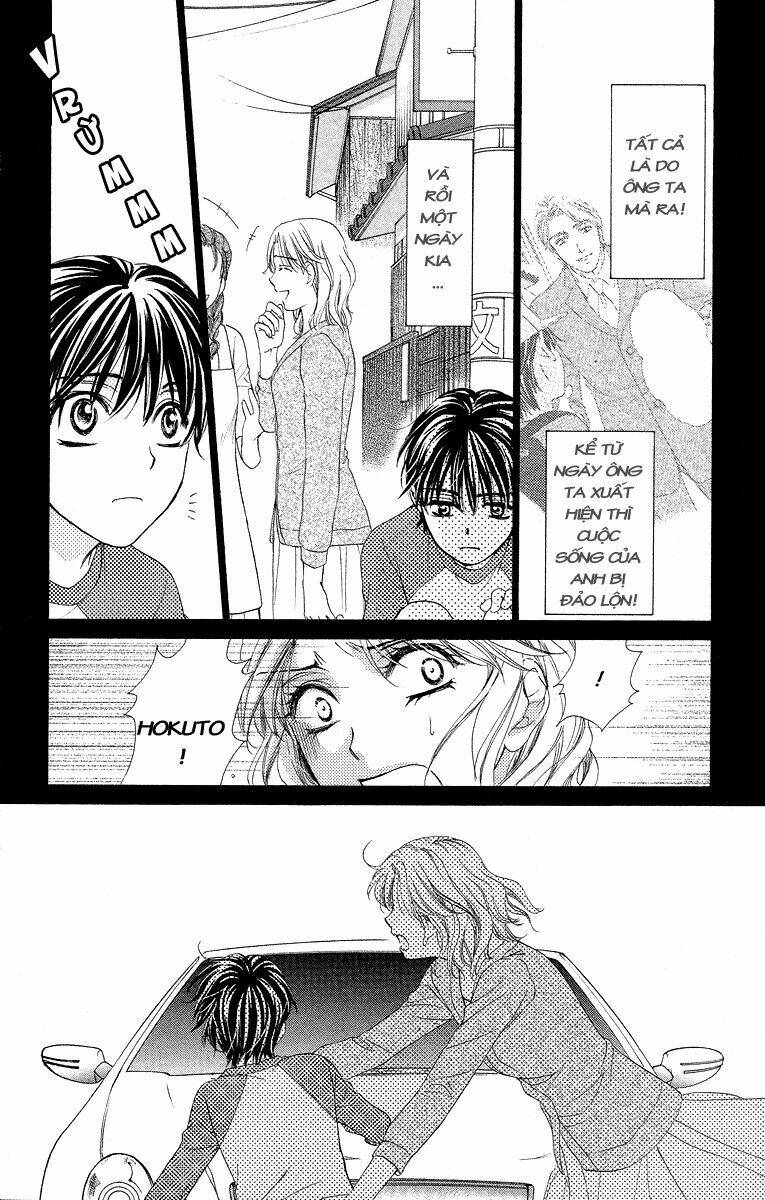 TẤT CẢ
LÀ DO
ÔNG TA
MÀ RA!
KỂ TỪ
NGÀY ÔNG
TA XUẤT
HIỆN THÌ
CUỘC
SỐNG CỦA
ANH BỊ
ĐẢO LỘN!
VÀ
RỒI
MỘT
NGÀY
KIA
...
文
VRỪMMM
!
HOKUTO
!